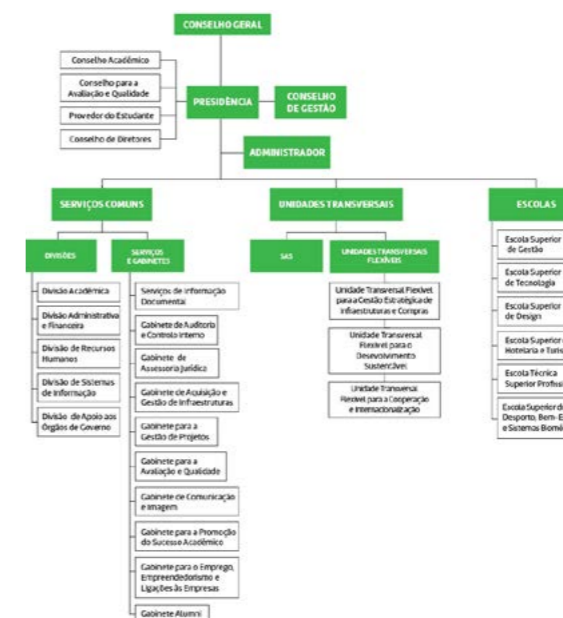 CONSELHO GERAL
Conselho Académico
Conselho para a
Avaliação e Qualidade
Provedor do Estudante
Conselho de Diretores
PRESIDÊNCIA
CONSELHO
DE GESTÃO
ADMINISTRADOR
SERVIÇOS COMUNS
DIVISÕES
Divisão Académica
Divisão Administrativa
e Financeira
Divisão de Recursos
Humanos
Divisão de Sistemas
de Informação
Divisão de Apoio aos
Órgãos de Governo
SERVIÇOS
E GABINETES
Serviços de Informação
Documental
Gabinete de Auditoria
e Controlo Interno
Gabinete de
Assessoria Jurídica
Gabinete de Aquisição e
Gestão de Infraestruturas
Gabinete para a
Gestão de Projetos
Gabinete para a
Avaliação e Qualidade
Gabinete de Comunicação
e Imagem
Gabinete para a Promoção
do Sucesso Académico
Gabinete para o Emprego,
Empreendedorismo e
Ligações às Empresas
Gabinete Alumni
UNIDADES TRANSVERSAIS
SAS
UNIDADES TRANSVERSAIS
FLEXÍVEIS
Unidade Transversal Flexível
para a Gestão Estratégica de
Infraestruturas e Compras
Unidade Transversal
Flexível para o
Desenvolvimento
Sustentável
Unidade Transversal
Flexível para a Cooperação
e Internacionalização
ESCOLAS
Escola Superior
de Gestão
Escola Superior
de Tecnologia
Escola Superior
de Design
Escola Superior
Hotelaria e
Escola Técnica
Superior
Escola Superior
Desporto,
e Sistemas